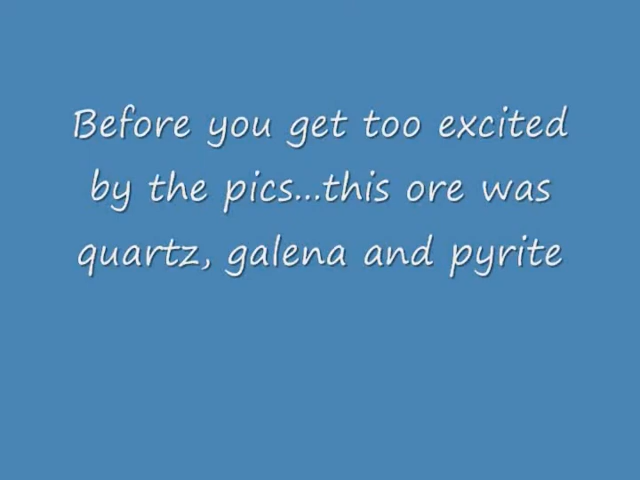 Before you get too excited
by the pics...this ore was
quartz, galena and pyrite